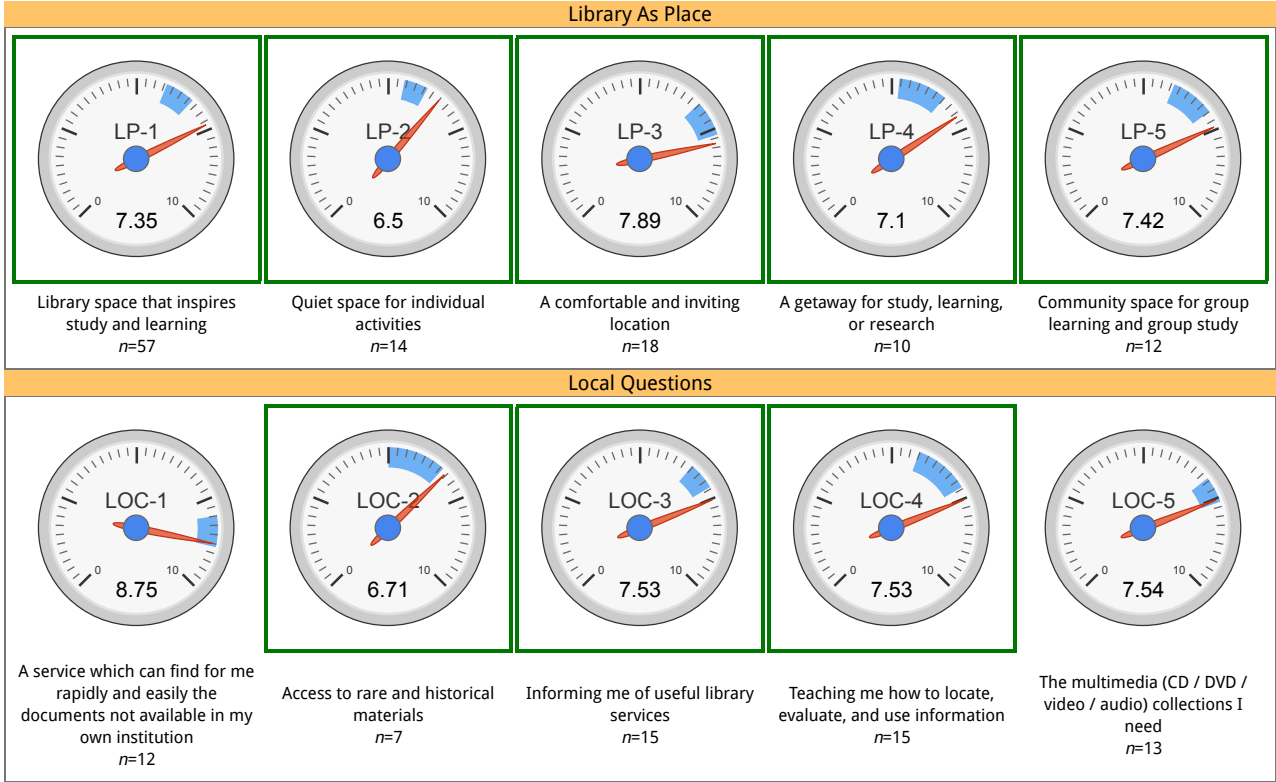 Library As Place
LP-1
0
10
7.35
LP-2
0
10
6.5
LP-3
0
10
7.89
LP-4
0
10
7.1
LP-5
0
10
7.42
Library space that inspires
study and learning
n=57
Quiet space for individual
activities
n=14
A comfortable and inviting
location
n=18
A getaway for study, learning,
or research
n=10
Community space for group
learning and group study
n=12
Local Questions
LOC-1
0
10
8.75
LOC-2
0
10
6.71
LOC-3
0
10
7.53
LOC-4
0
10
7.53
LOC-5
0
10
7.54
A service which can find for me
rapidly and easily the
documents not available in my
own institution
n=12
Access to rare and historical
materials
n=7
Informing me of useful library
services
n=15
Teaching me how to locate,
evaluate, and use information
n=15
The multimedia (CD / DVD /
video / audio) collections I
need
n=13